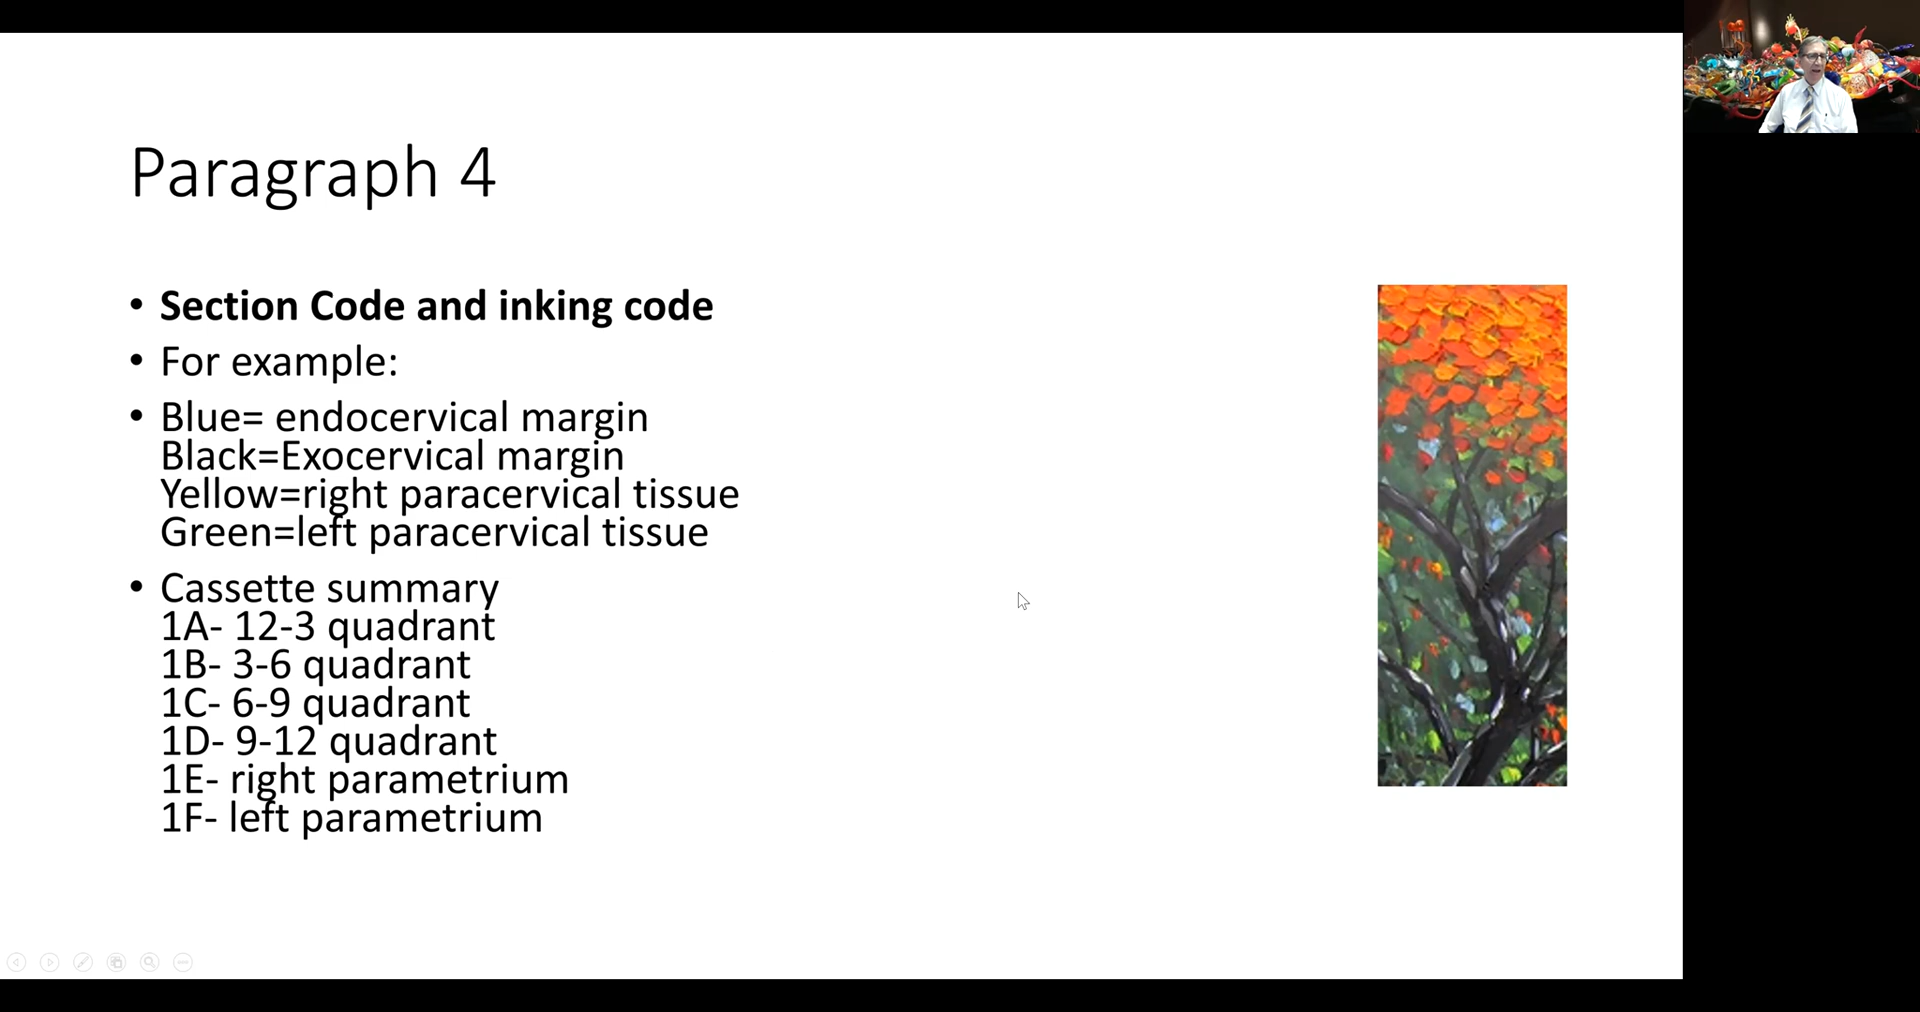 Paragraph 4
• Section Code and inking code
• For example:
• Blue= endocervical margin
Black=Exocervical margin
Yellow=right paracervical tissue
Green=left paracervical tissue
• Cassette summary
1A- 12-3 quadrant
1B- 3-6 quadrant
1C- 6-9 quadrant
1D- 9-12 quadrant
1E- right parametrium
1F- left parametrium